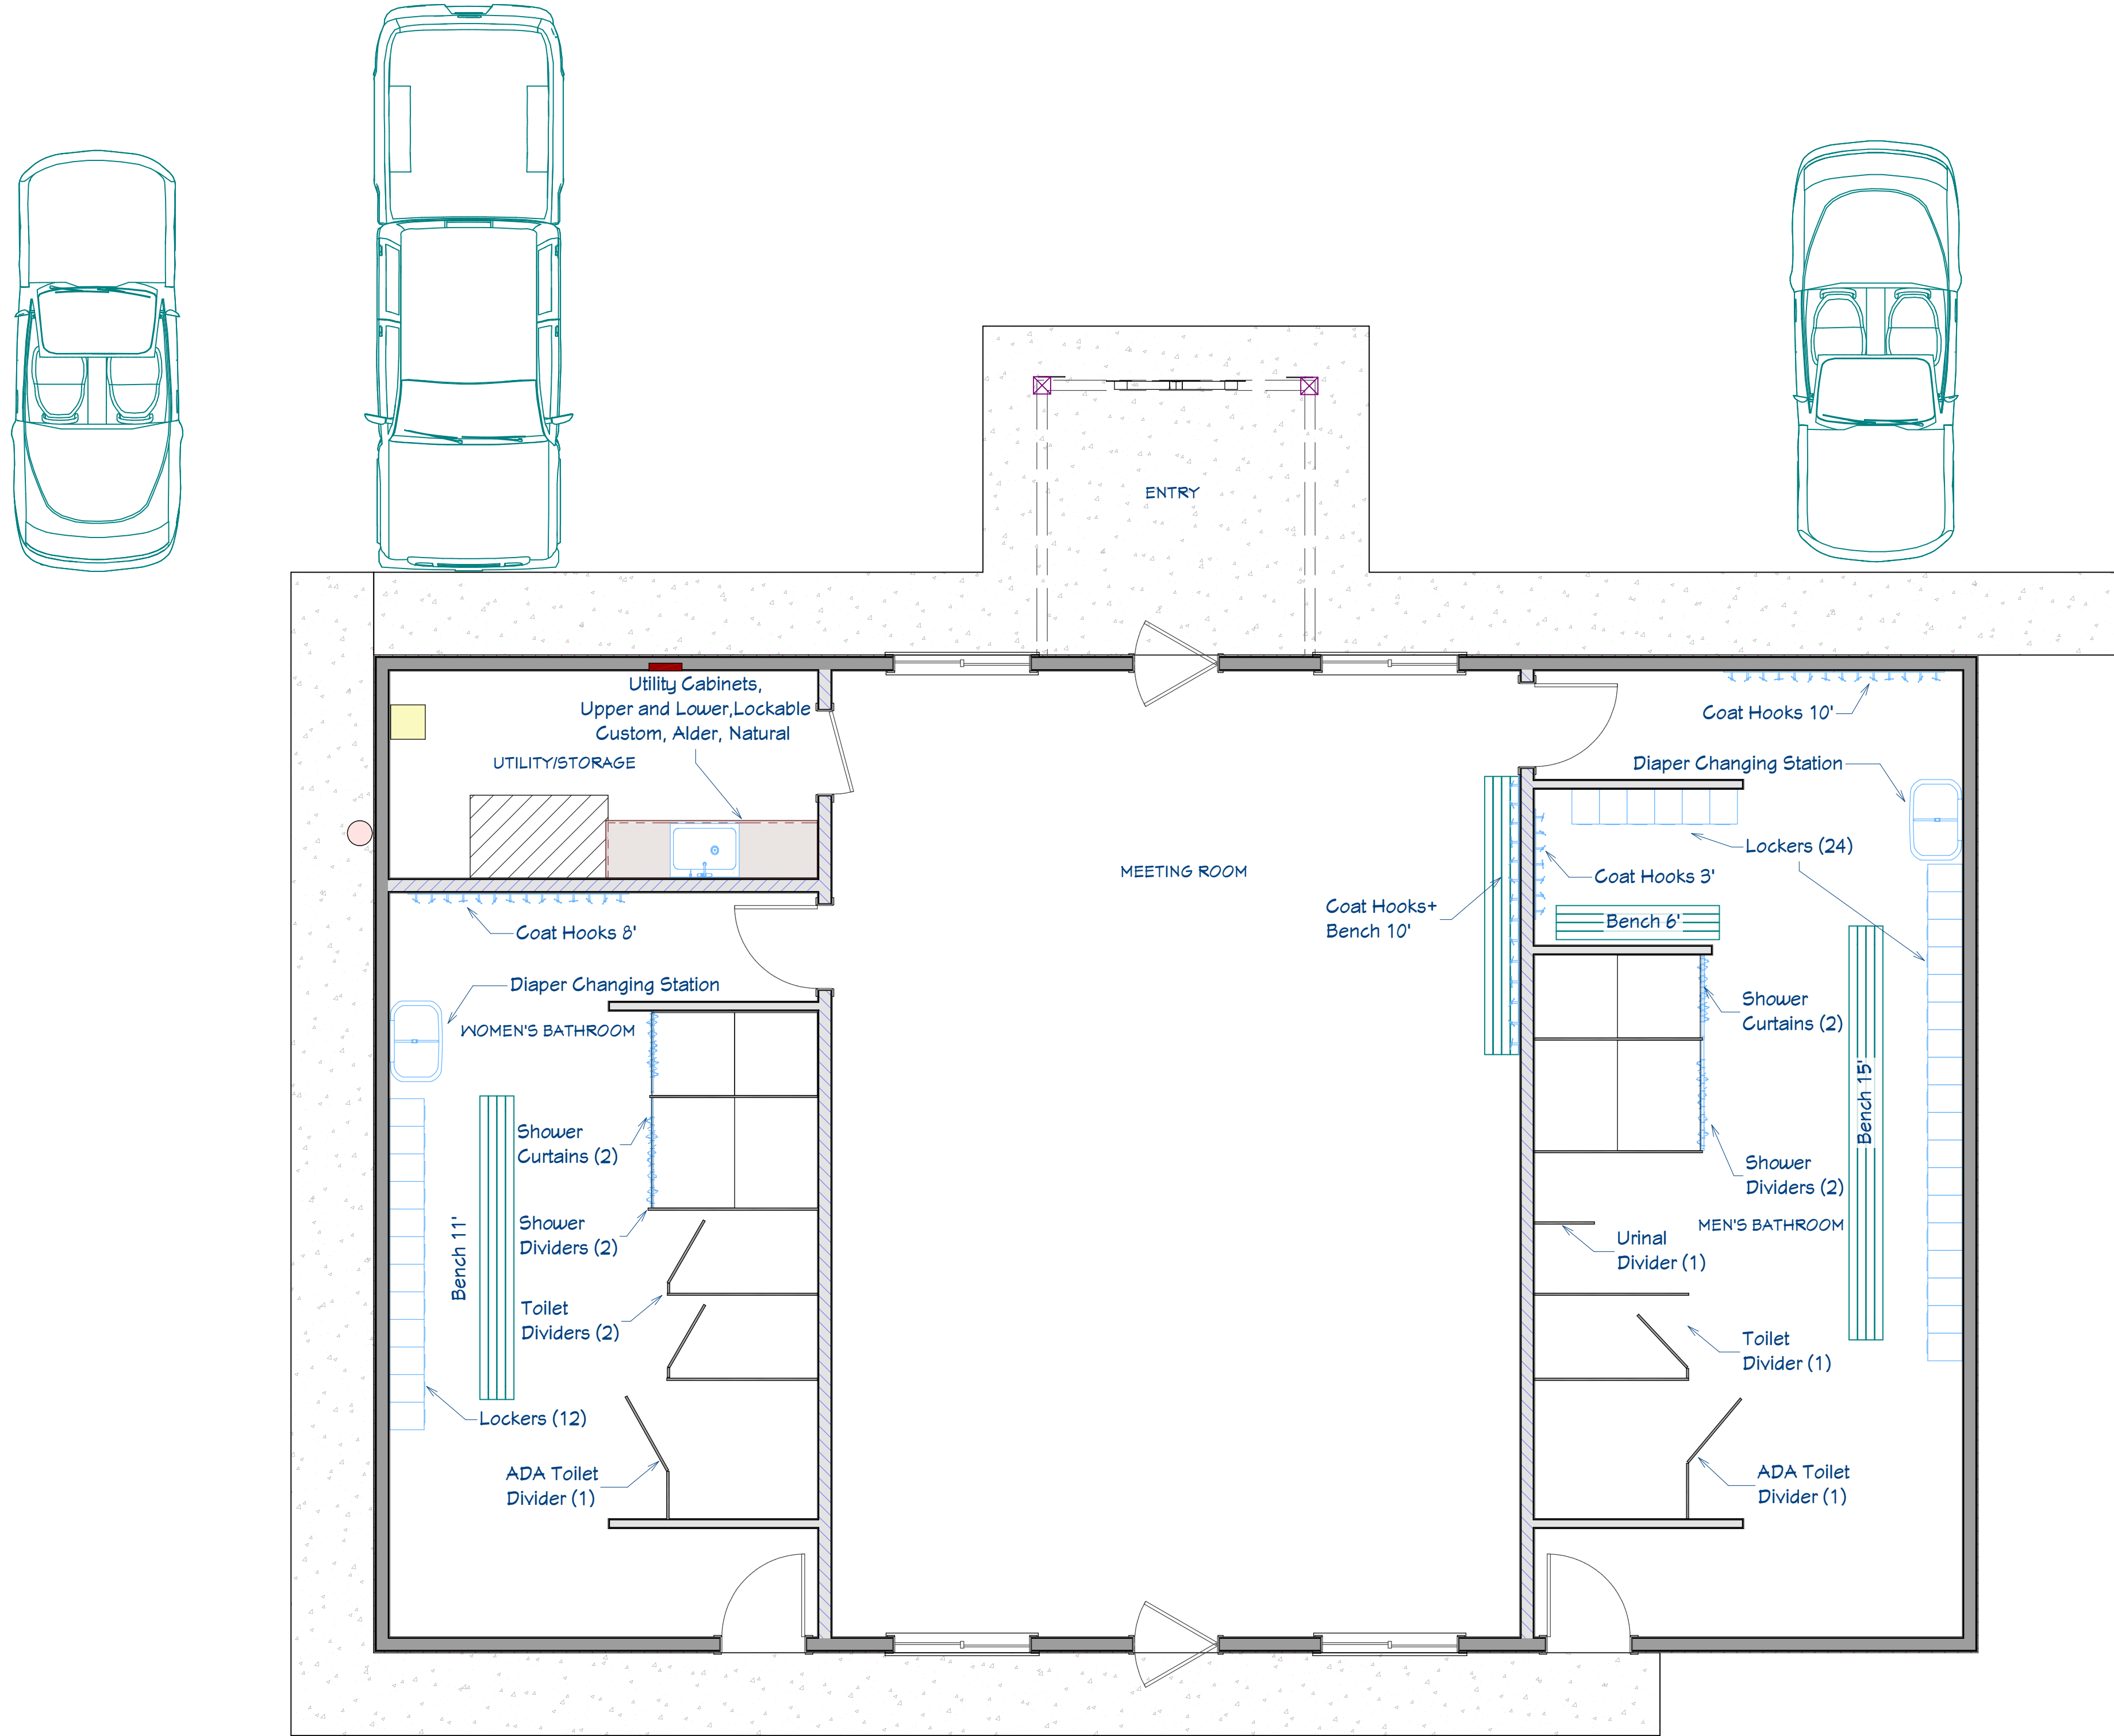 ENTRY
Utility Cabinets,
Upper and Lower,Lockable
Custom, Alder, Natural
UTILITY/STORAGE
Coat Hooks 10'
Diaper Changing Station
Lockers (24)
MEETING ROOM
Coat Hooks 3'
Coat Hooks+
Bench 10'
Bench 6'
Coat Hooks 8'
Diaper Changing Station
WOMEN'S BATHROOM
Shower
Curtains (2)
Bench 15'
Shower
Curtains (2)
Shower
Dividers (2)
Bench 11'
Shower
Dividers (2)
MEN'S BATHROOM
Urinal
Divider (1)
Toilet
Dividers (2)
Toilet
Divider (1)
Lockers (12)
ADA Toilet
Divider (1)
ADA Toilet
Divider (1)